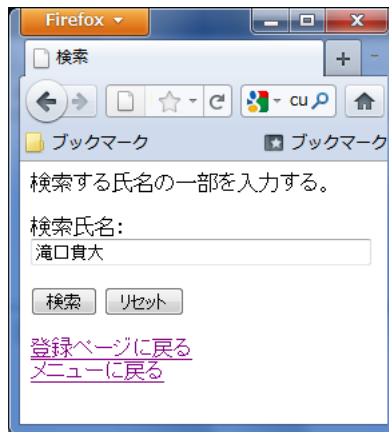 Firefox
検索
cu
ブックマーク ブックマーク
検索する氏名の一部を入力する。
検索氏名:
滝口貴大
検索 リセット
登録ページに戻る
メニューに戻る